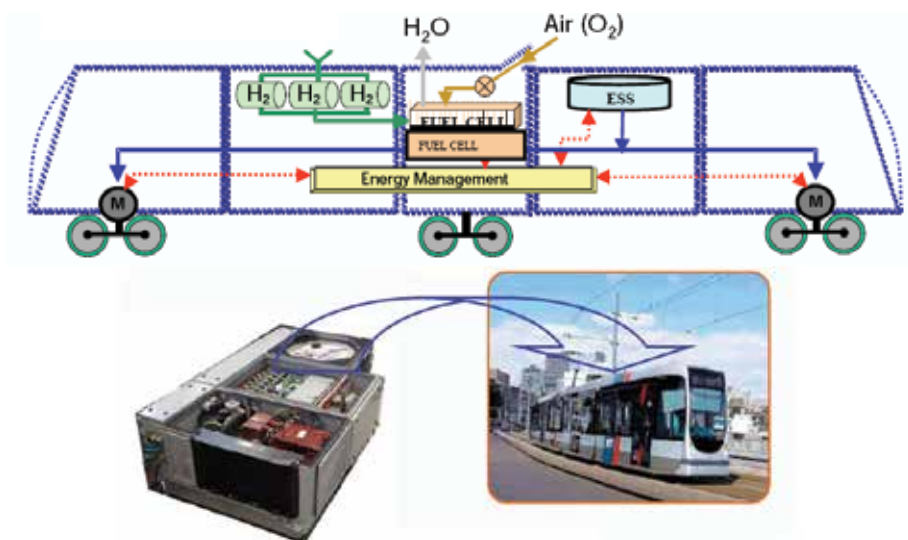 H₂O
Air (O₂)
H₂ H₂ H₂
ESS
FUEL CELL
FUEL CELL
Energy Management
M
M